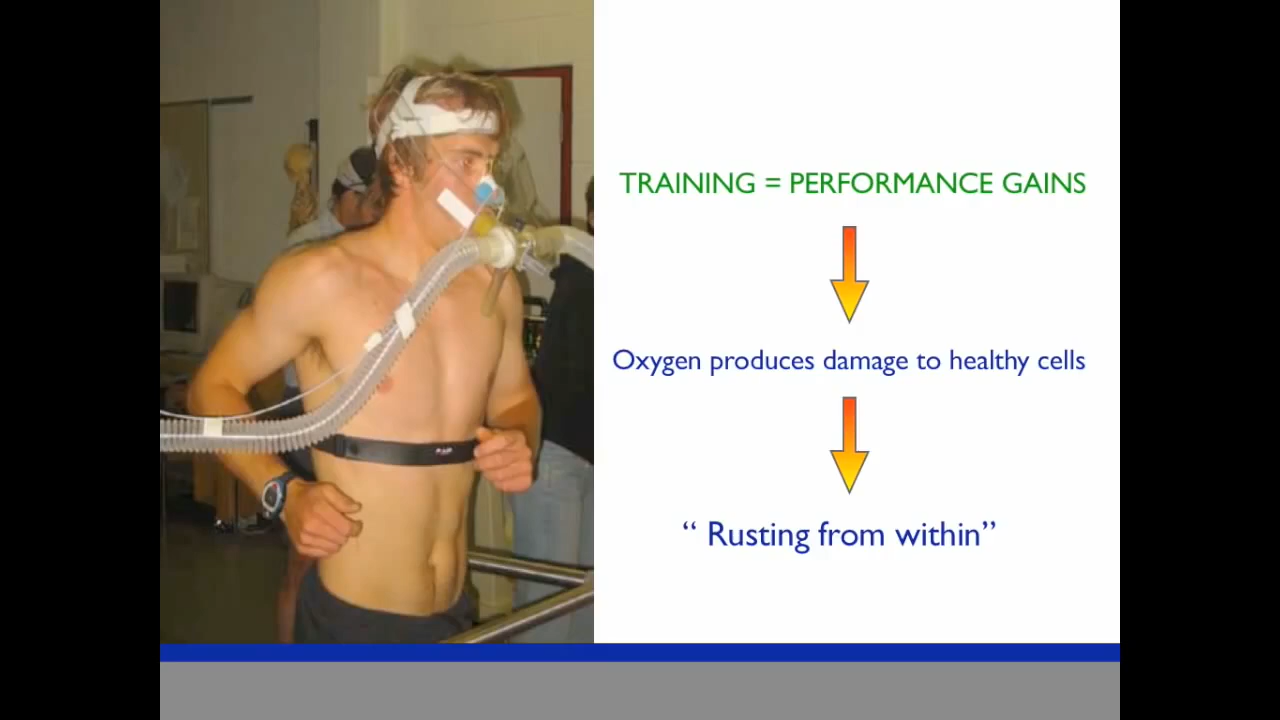 TRAINING = PERFORMANCE GAINS
Oxygen produces damage to healthy cells
“ Rusting from within”